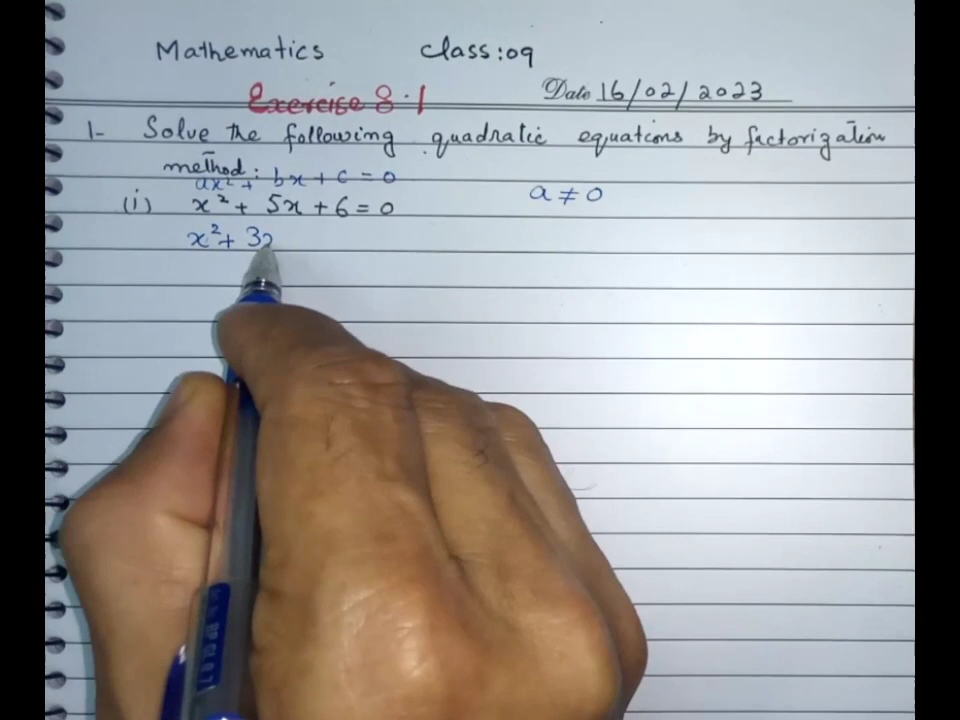 Mathematics class:09
Exercise 8.1 Date 16/02/2023
1- Solve the following quadratic equations by factorization
method:
ax² + bx + c = 0 a ≠ 0
(i) x² + 5x + 6 = 0
x² + 3x